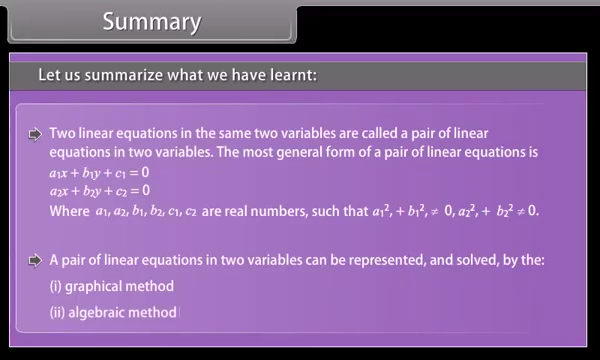 Summary
Let us summarize what we have learnt:
⇒ Two linear equations in the same two variables are called a pair of linear
equations in two variables. The most general form of a pair of linear equations is
a₁x + b₁y + c₁ = 0
a₂x + b₂y + c₂ = 0
Where a₁, a₂, b₁, b₂, c₁, c₂ are real numbers, such that a₁², + b₁², ≠ 0, a₂², + b₂² ≠ 0.
⇒ A pair of linear equations in two variables can be represented, and solved, by the:
(i) graphical method
(ii) algebraic method